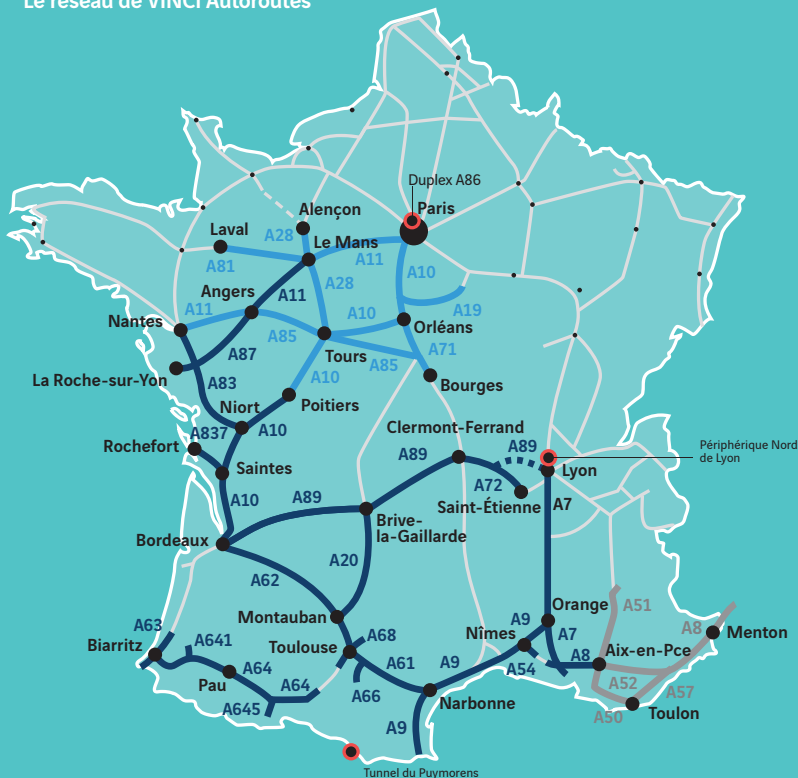 Le réseau de VINCI Autoroutes
Duplex A86
Paris
Alençon
Laval
A28
Le Mans
A81
A11
A10
Angers
A11
A28
A19
Nantes
A11
A10
Orléans
A85
Tours
A71
A87
A85
La Roche-sur-Yon
A83
A10
Bourges
Niort
Poitiers
A837
A10
Clermont-Ferrand
Rochefort
A89
A89
Périphérique Nord
de Lyon
Saintes
Lyon
A72
A10
A89
Saint-Étienne
A7
Brive-
la-Gaillarde
Bordeaux
A20
A62
Orange
A51
Montauban
A9
A63
A68
Nîmes
A7
A8
Menton
Biarritz
A641
Toulouse
Aix-en-Pce
A61
A9
A8
A64
A54
A52
A57
Pau
A64
A66
A645
Narbonne
A50
Toulon
A9
Tunnel du Puymorens